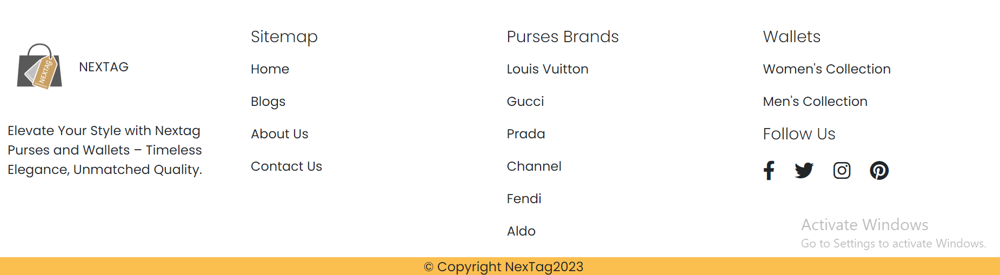 NEXTAG
NEXTAG
Elevate Your Style with Nextag
Purses and Wallets – Timeless
Elegance, Unmatched Quality.
Sitemap
Home
Blogs
About Us
Contact Us
Purses Brands
Louis Vuitton
Gucci
Prada
Channel
Fendi
Aldo
Wallets
Women's Collection
Men's Collection
Follow Us
Activate Windows
Go to Settings to activate Windows.
© Copyright NexTag2023